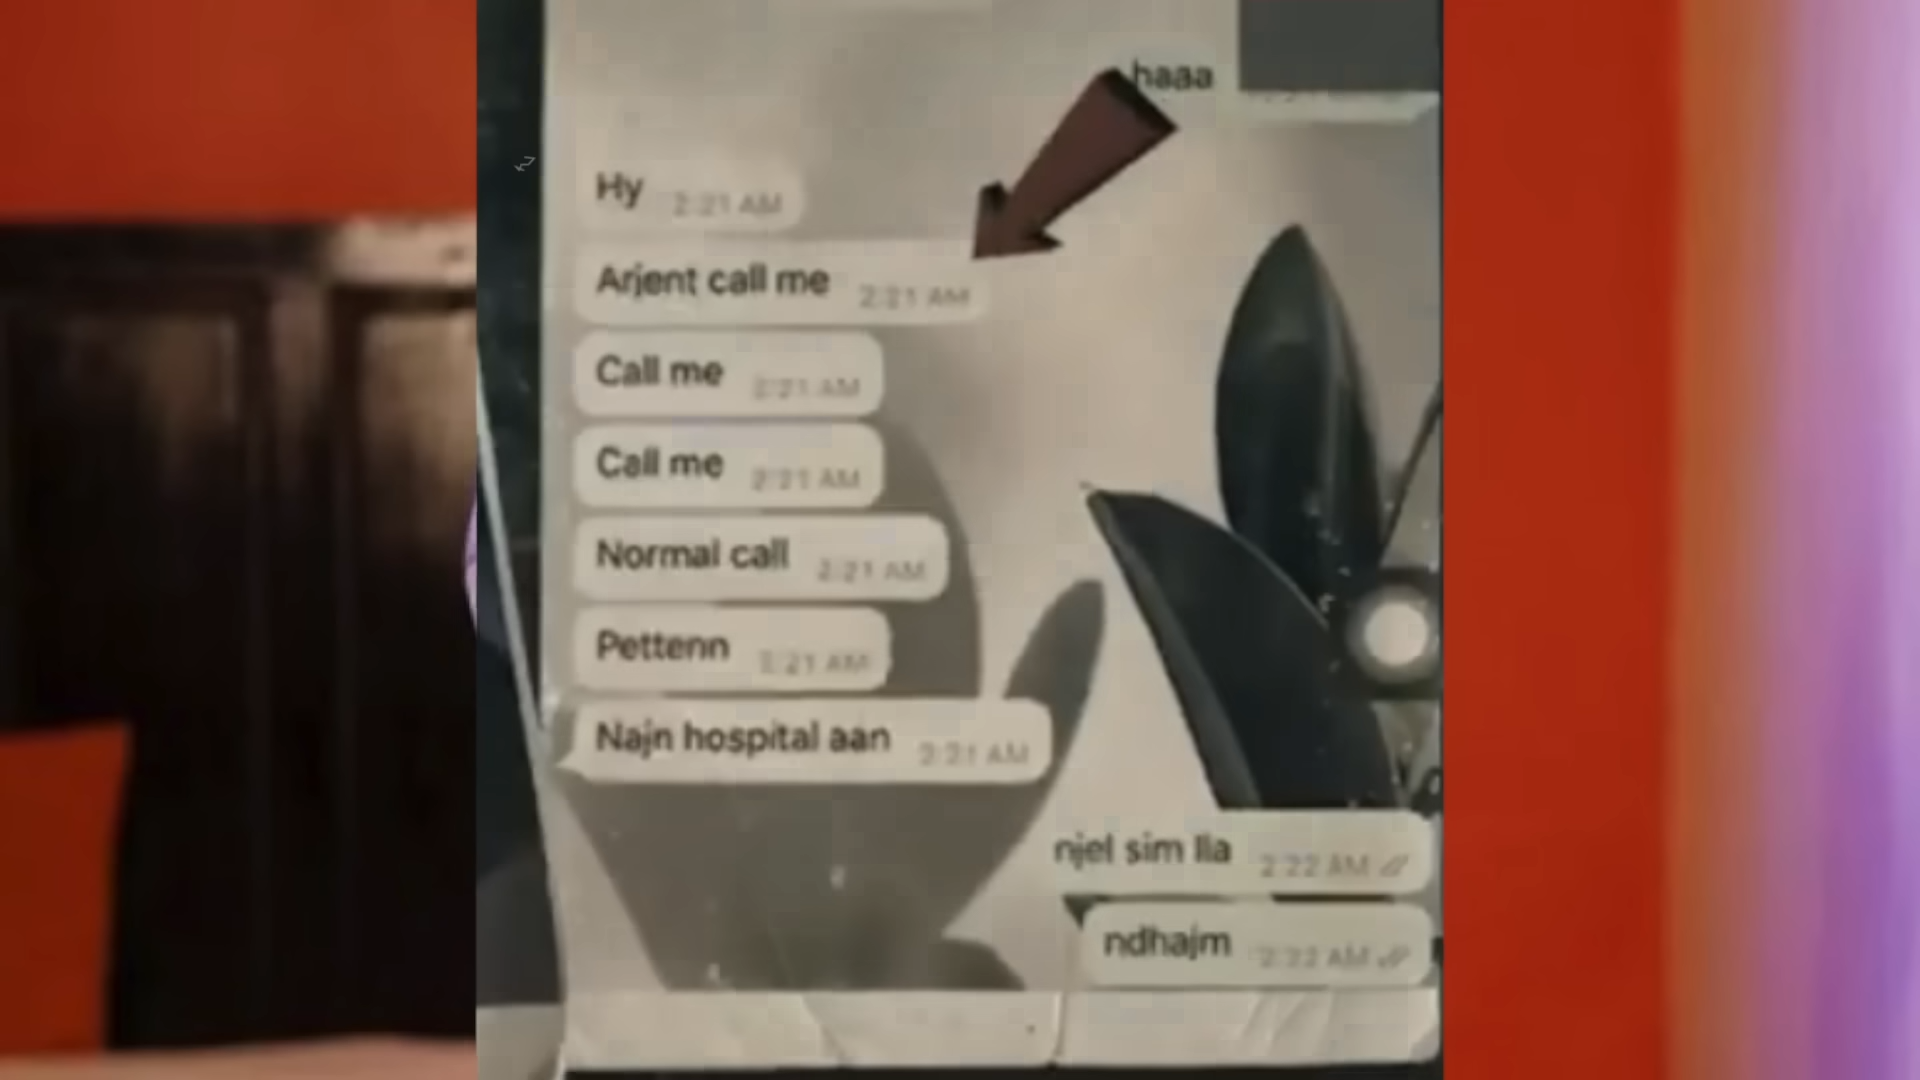 haaa
Hy 2:21 AM
Arjent call me 2:21 AM
Call me 2:21 AM
Call me 2:21 AM
Normal call 2:21 AM
Pettenn 2:21 AM
Najn hospital aan 2:21 AM
njel sim lla 2:22 AM
ndhajm 2:22 AM